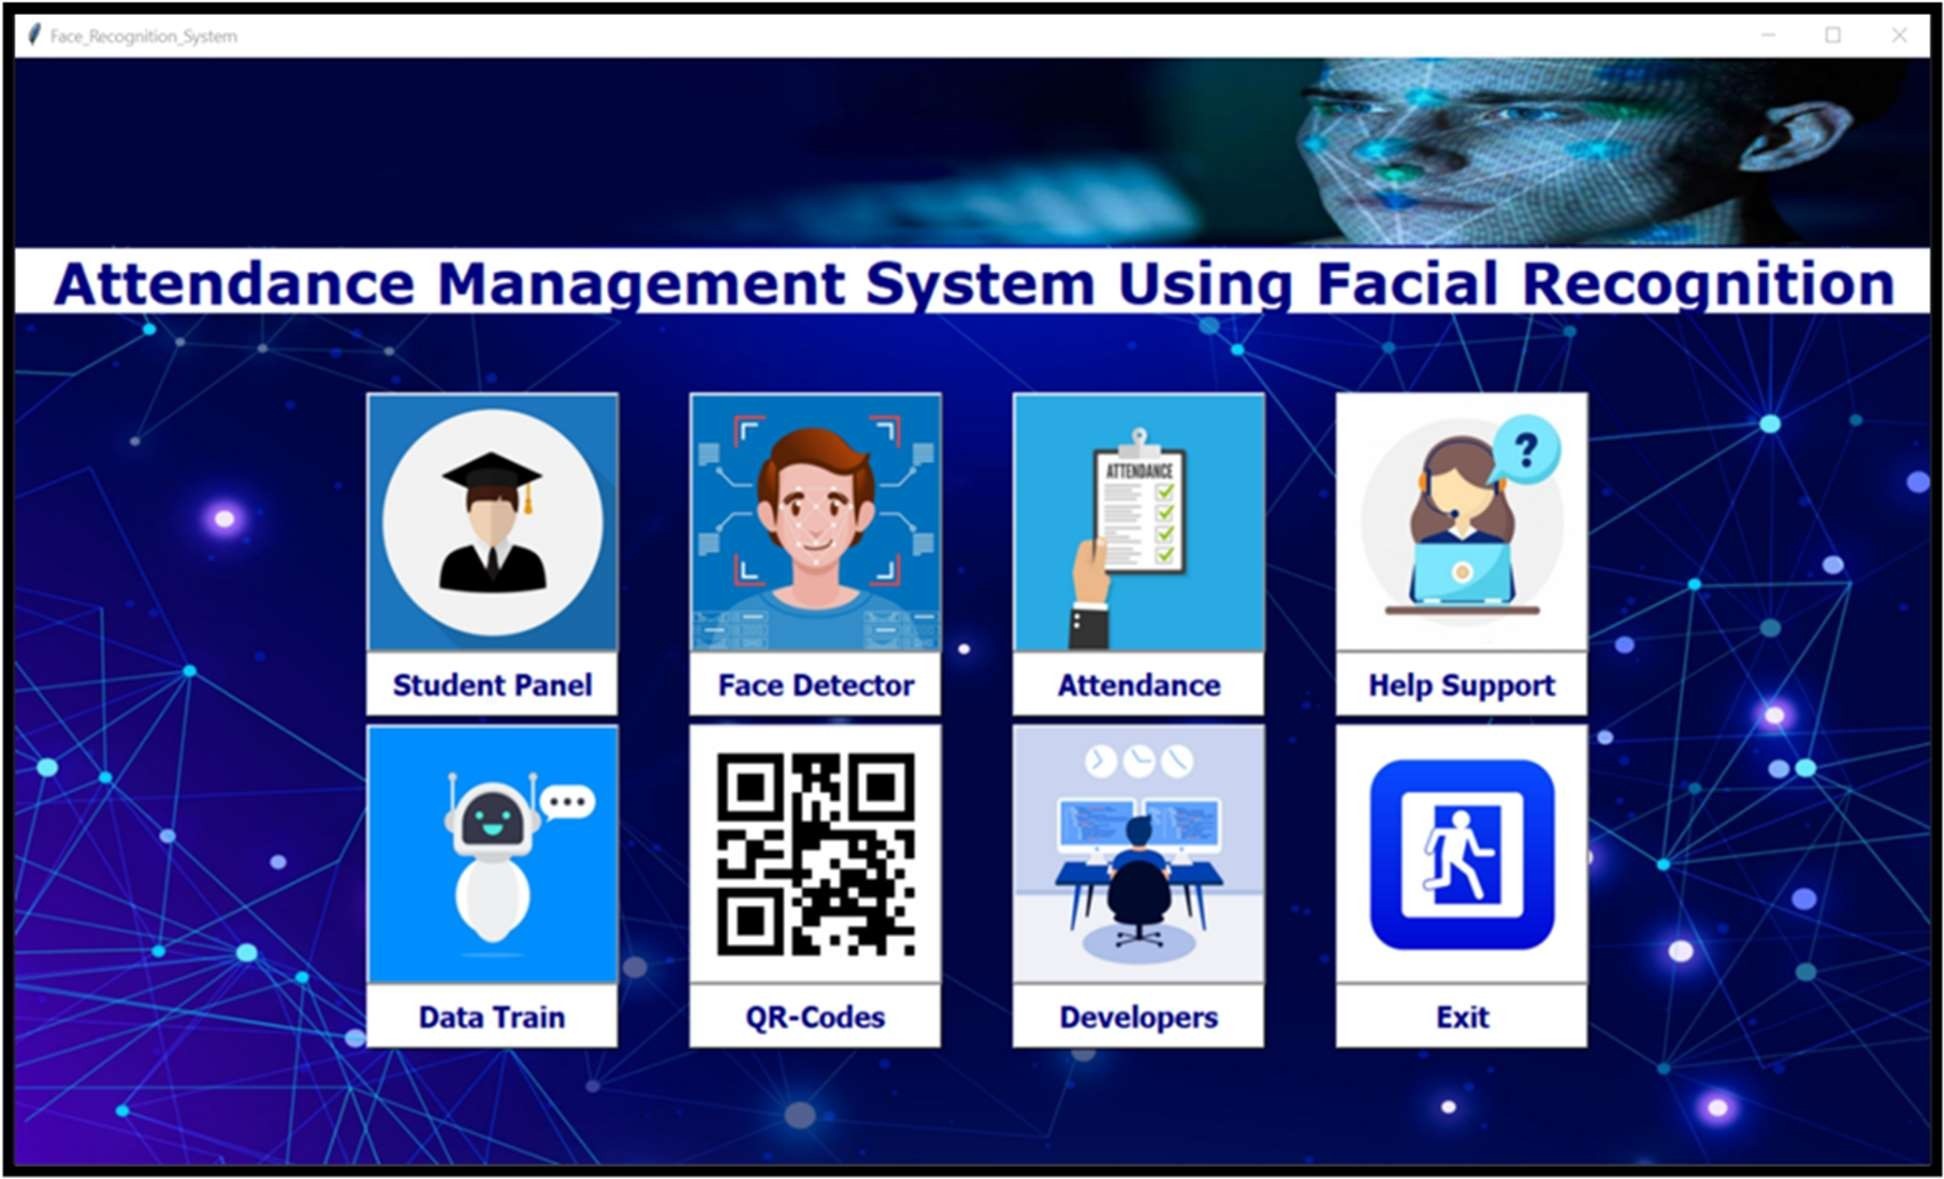 Face_Recognition_System
Attendance Management System Using Facial Recognition
ATTENDANCE
?
Student Panel
Face Detector
Attendance
Help Support
Data Train
QR-Codes
Developers
Exit